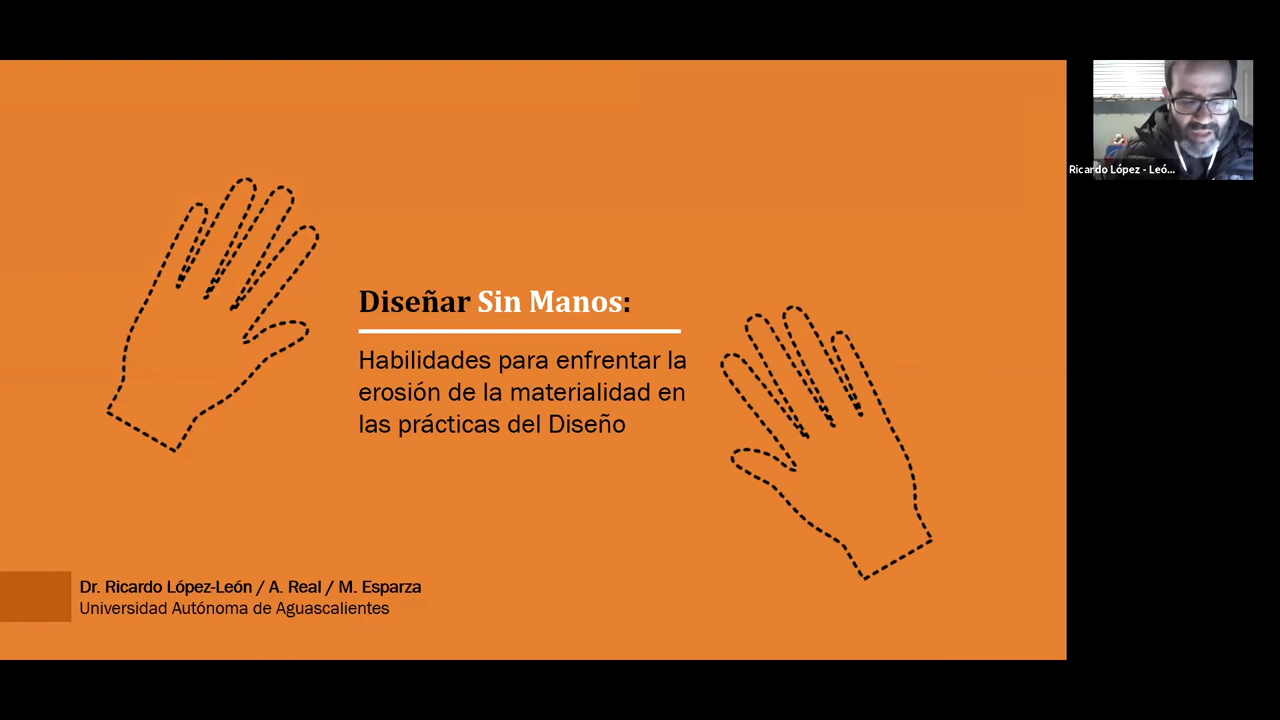 Diseñar Sin Manos:
Habilidades para enfrentar la
erosión de la materialidad en
las prácticas del Diseño
Dr. Ricardo López-León / A. Real / M. Esparza
Universidad Autónoma de Aguascalientes
Ricardo López - Leó...